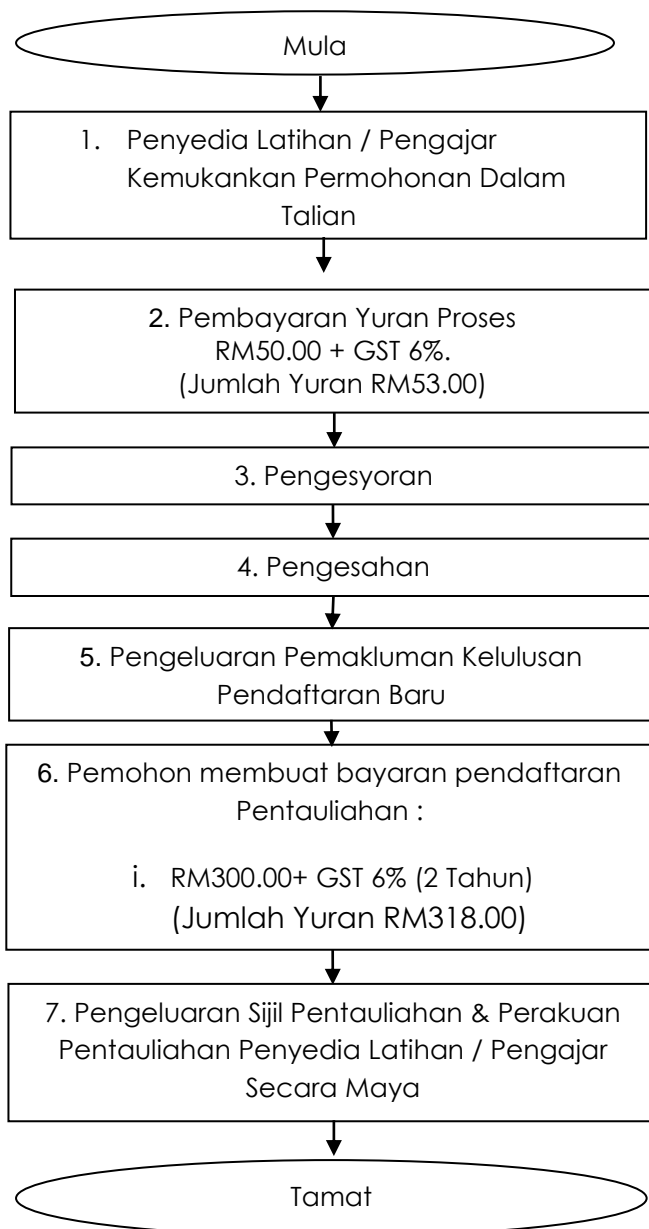 Mula
1. Penyedia Latihan / Pengajar
Kemukankan Permohonan Dalam
Talian
2. Pembayaran Yuran Proses
RM50.00 + GST 6%.
(Jumlah Yuran RM53.00)
3. Pengesyoran
4. Pengesahan
5. Pengeluaran Pemakluman Kelulusan
Pendaftaran Baru
6. Pemohon membuat bayaran pendaftaran
Pentauliahan :
i. RM300.00+ GST 6% (2 Tahun)
(Jumlah Yuran RM318.00)
7. Pengeluaran Sijil Pentauliahan & Perakuan
Pentauliahan Penyedia Latihan / Pengajar
Secara Maya
Tamat